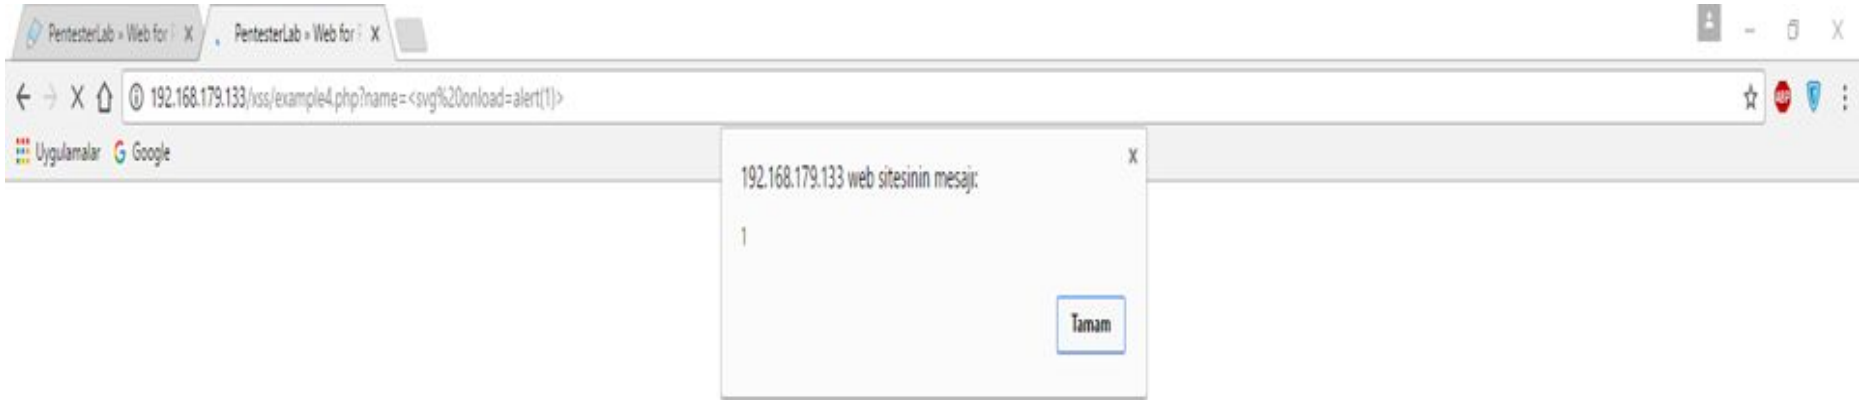 PentesterLab » Web for P X PentesterLab » Web for P X
192.168.179.133/xss/example4.php?name=<svg%20onload=alert(1)>
ABP
Uygulamalar G Google
192.168.179.133 web sitesinin mesajı: x
1
Tamam